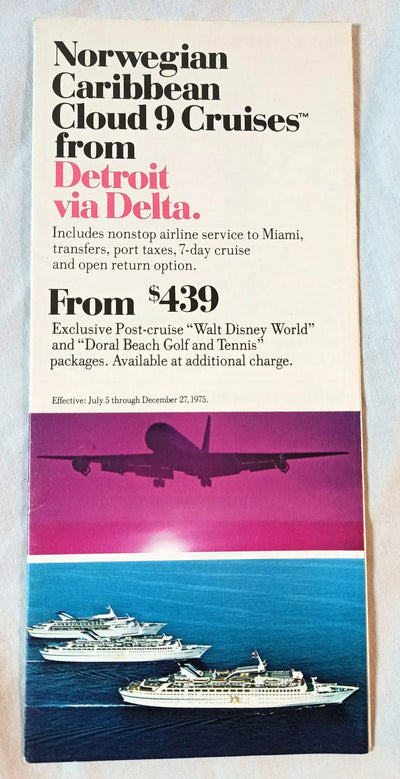 Norwegian
Caribbean
Cloud 9 Cruises™
from
Detroit
via Delta.
Includes nonstop airline service to Miami,
transfers, port taxes, 7-day cruise
and open return option.
From $439
Exclusive Post-cruise “Walt Disney World”
and “Doral Beach Golf and Tennis”
packages. Available at additional charge.
Effective: July 5 through December 27, 1975.